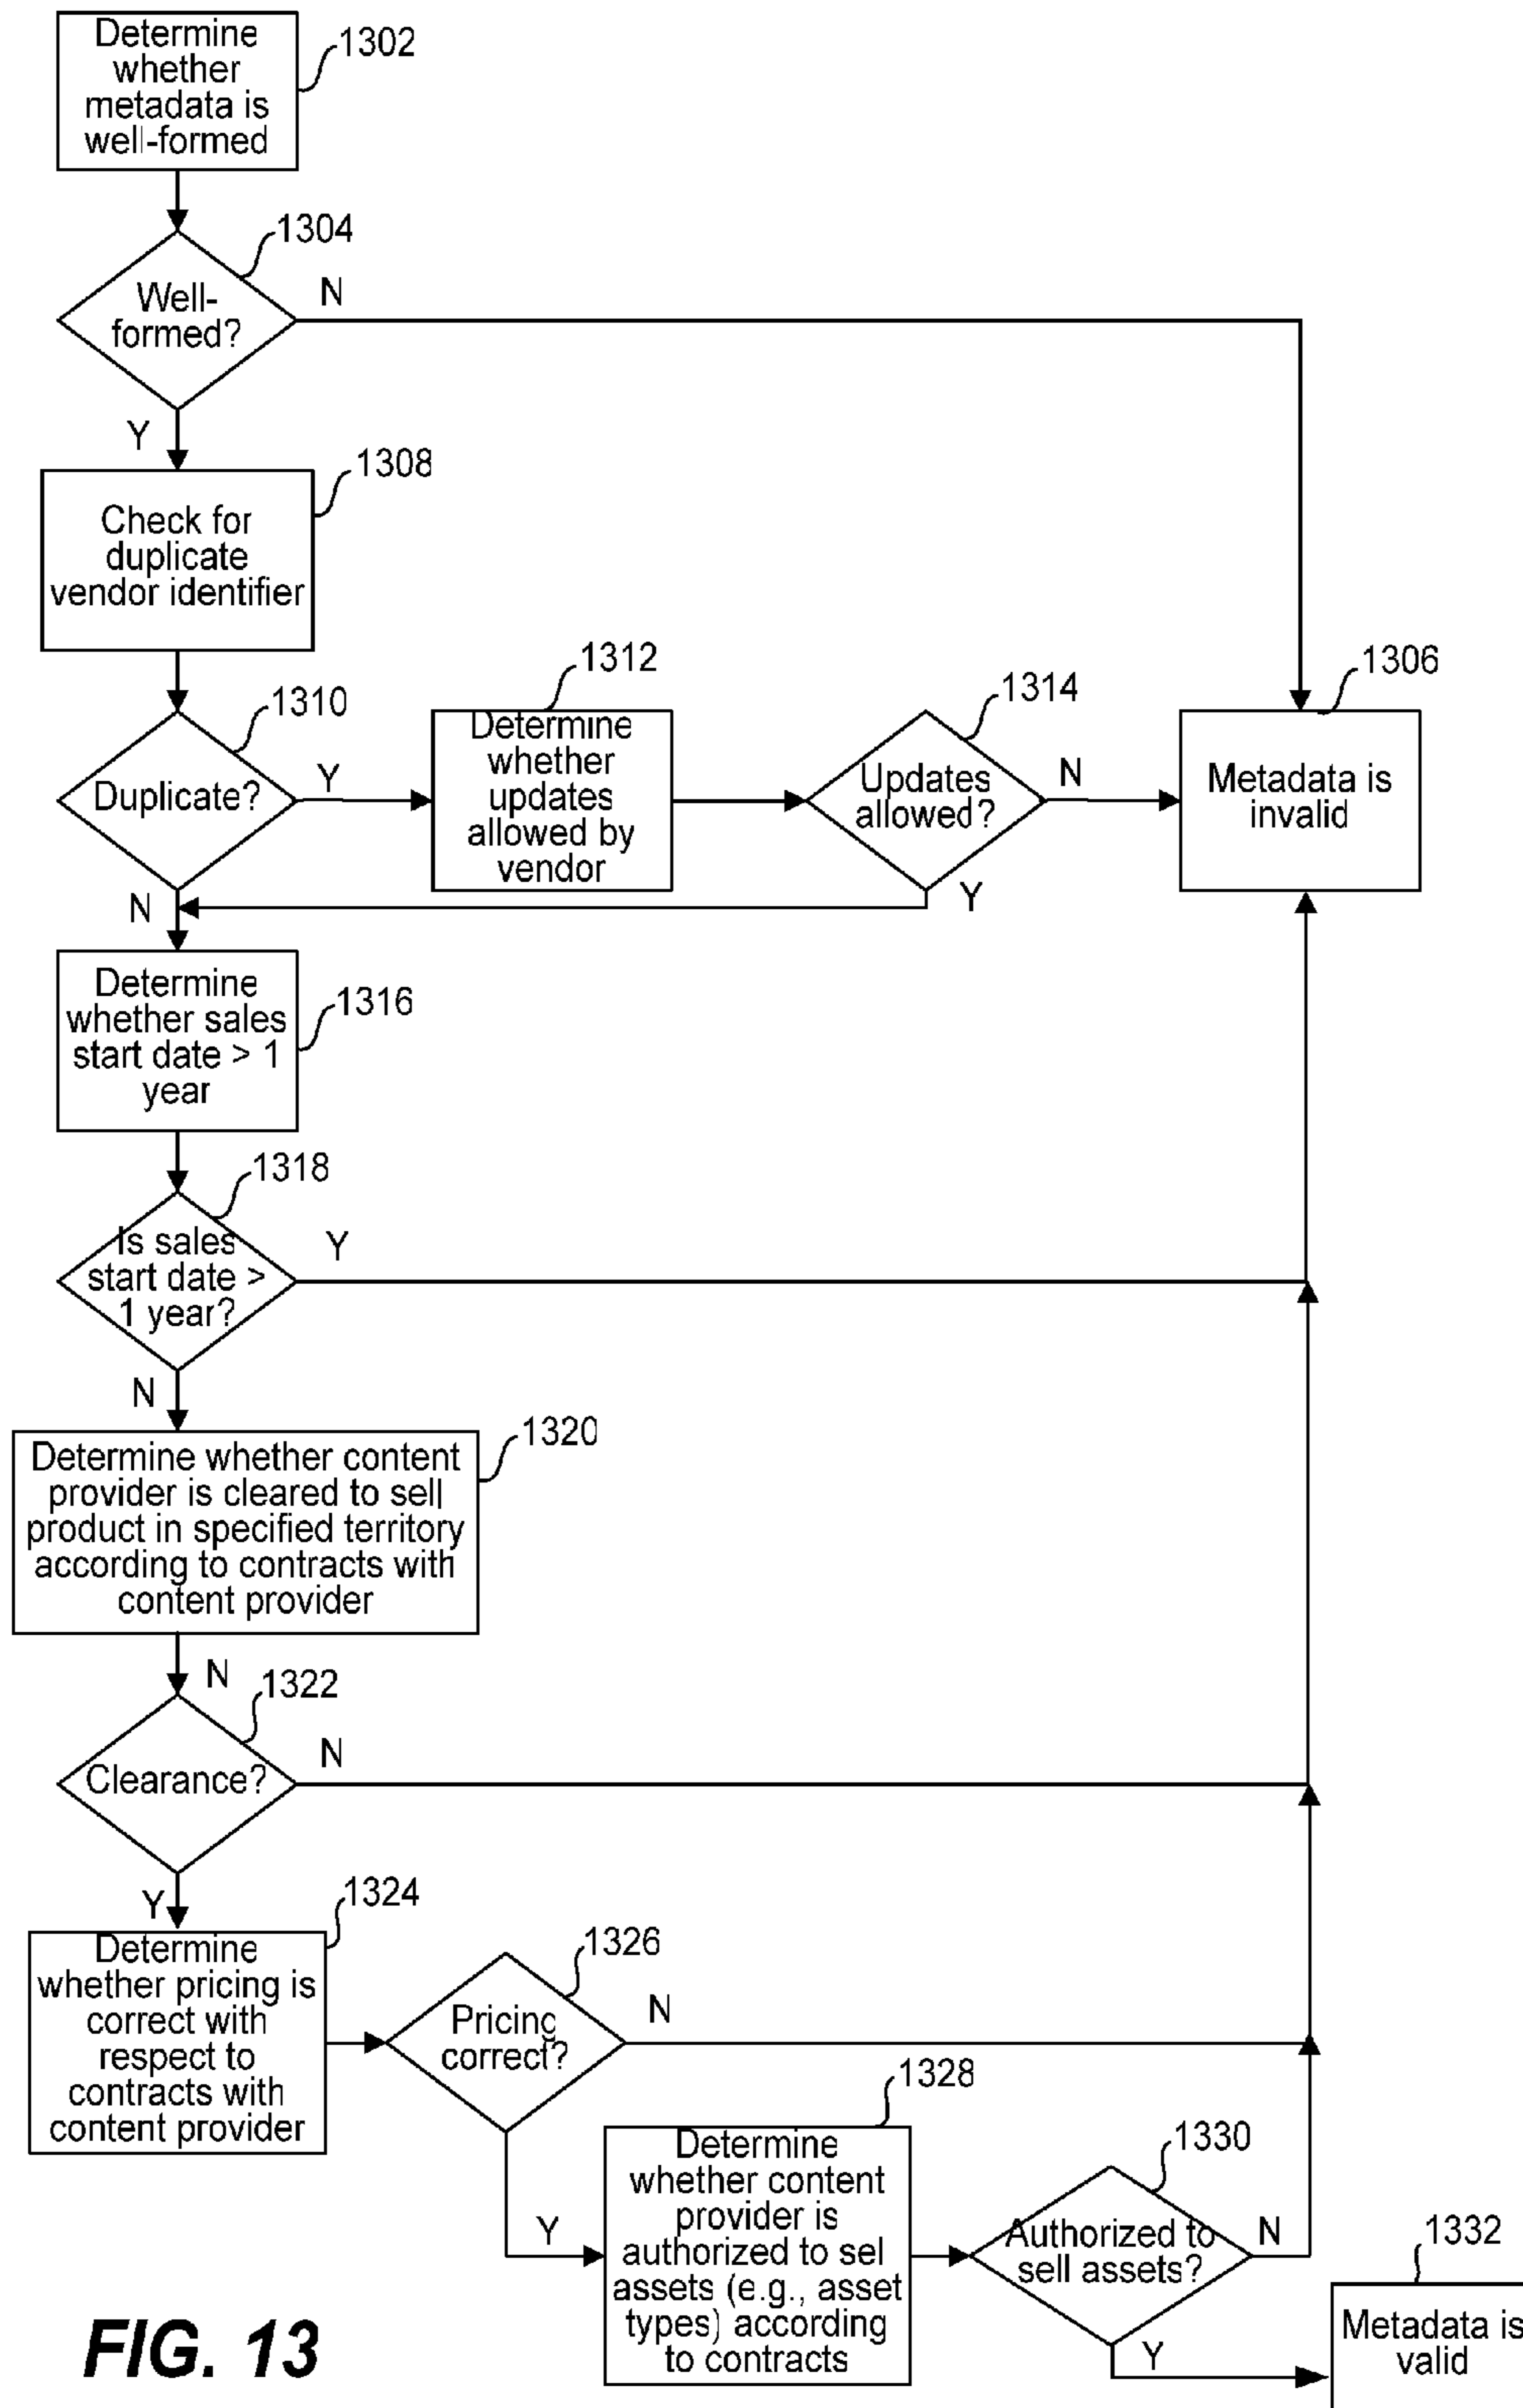 Determine
whether
metadata is
well-formed
1302
1304
Well-
formed?
N
Y
1308
Check for
duplicate
vendor identifier
1310
Duplicate?
Y
N
1312
Determine
whether
updates
allowed by
vendor
1314
Updates
allowed?
N
Y
1306
Metadata is
invalid
Determine
whether sales
start date > 1
year
1316
1318
Is sales
start date >
1 year?
Y
N
1320
Determine whether content
provider is cleared to sell
product in specified territory
according to contracts with
content provider
N
1322
Clearance?
N
Y
1324
Determine
whether pricing is
correct with
respect to
contracts with
content provider
1326
Pricing
correct?
N
Y
1328
Determine
whether content
provider is
authorized to sel
assets (e.g., asset
types) according
to contracts
1330
Authorized to
sell assets?
N
Y
1332
Metadata is
valid
FIG. 13